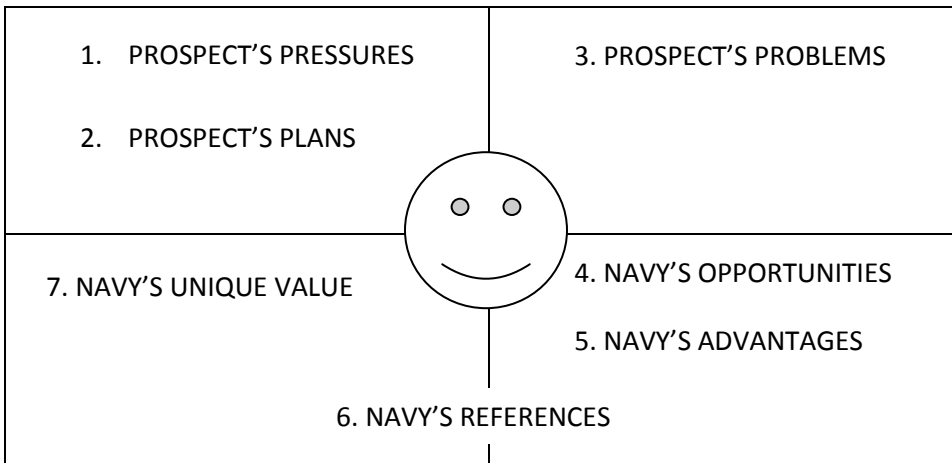 1. PROSPECT’S PRESSURES
2. PROSPECT’S PLANS
3. PROSPECT’S PROBLEMS
4. NAVY’S OPPORTUNITIES
5. NAVY’S ADVANTAGES
6. NAVY’S REFERENCES
7. NAVY’S UNIQUE VALUE